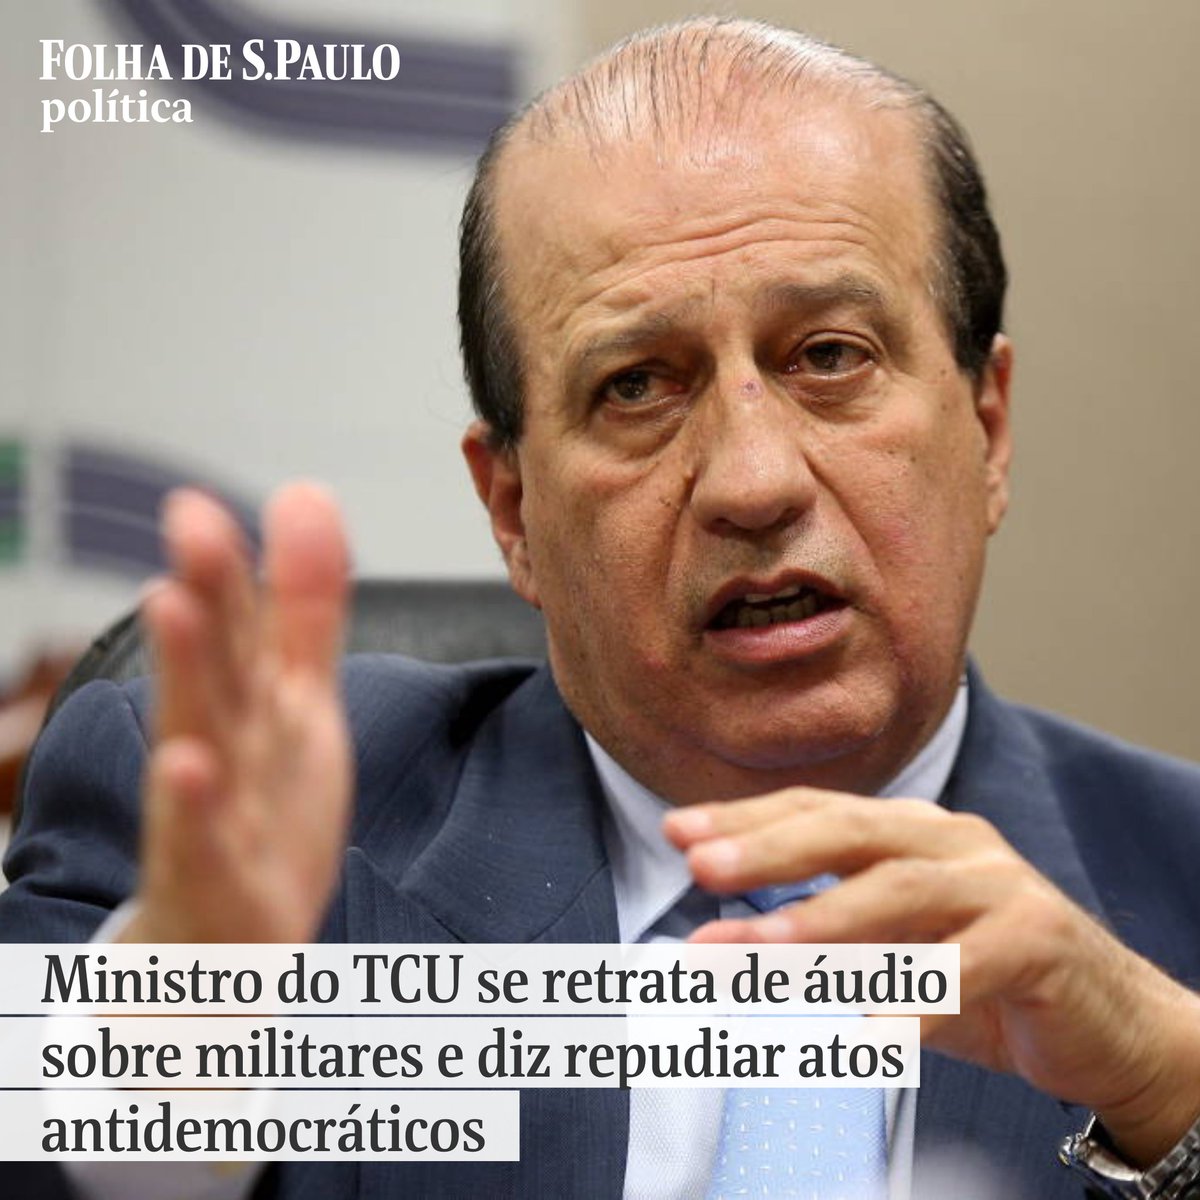 FOLHA DE S.PAULO
política
Ministro do TCU se retrata de áudio
sobre militares e diz repudiar atos
antidemocráticos